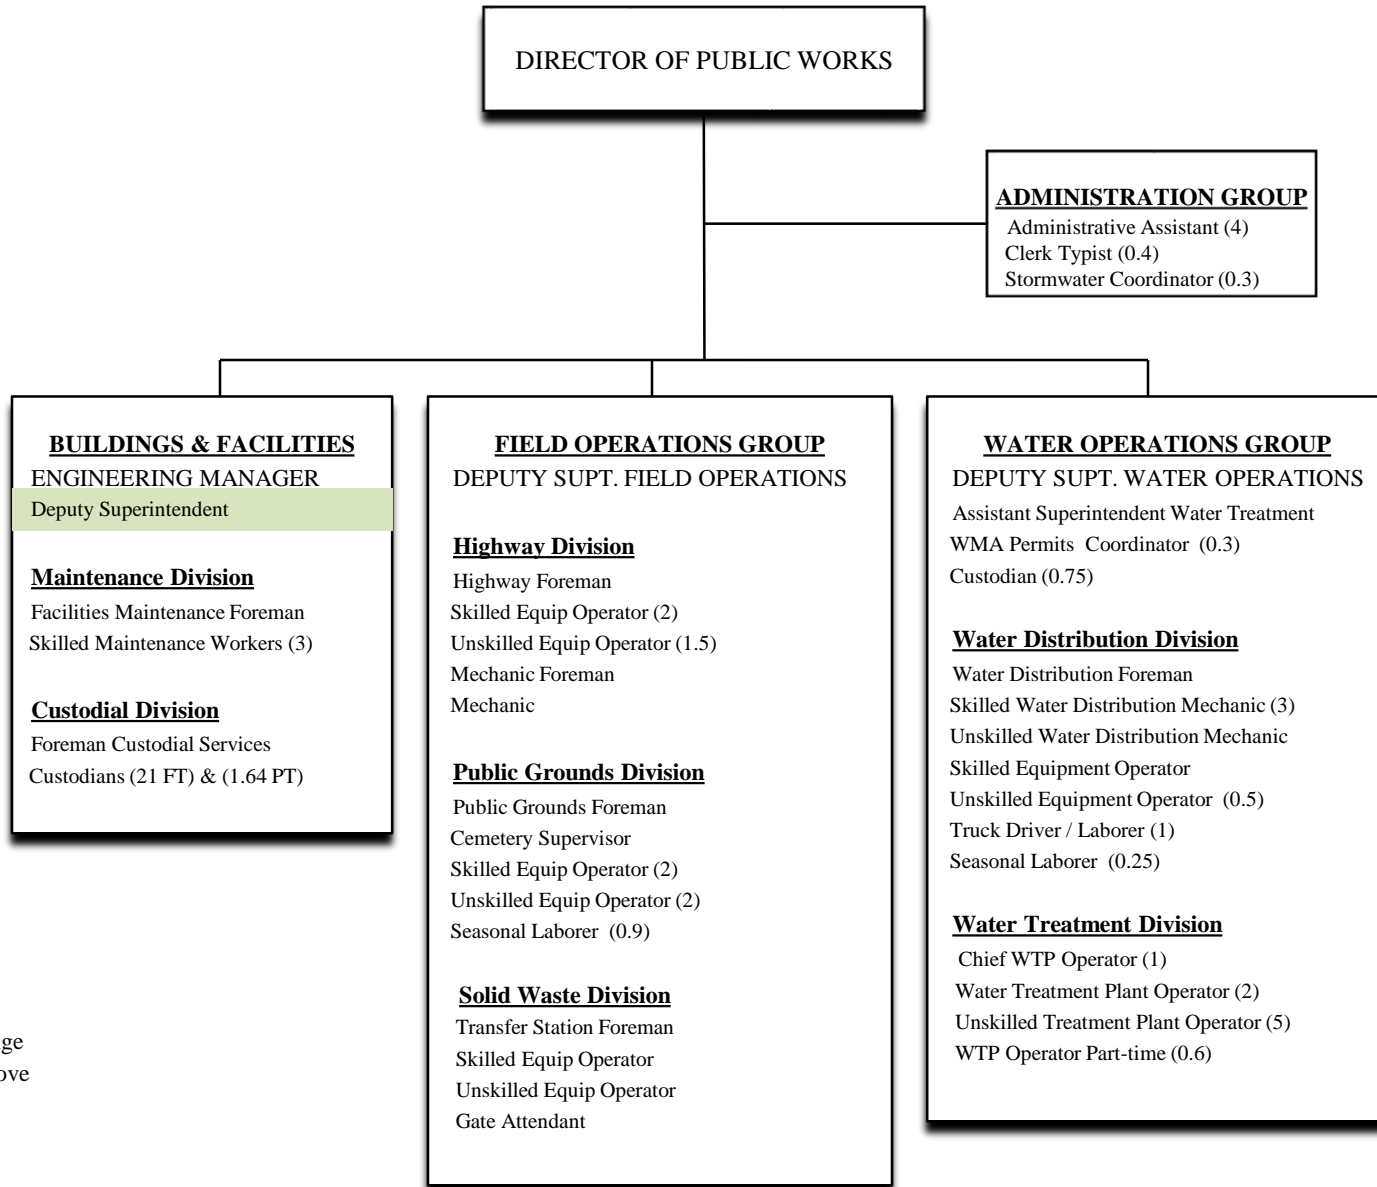 DIRECTOR OF PUBLIC WORKS
ADMINISTRATION GROUP
Administrative Assistant (4)
Clerk Typist (0.4)
Stormwater Coordinator (0.3)
BUILDINGS & FACILITIES
ENGINEERING MANAGER
Deputy Superintendent
Maintenance Division
Facilities Maintenance Foreman
Skilled Maintenance Workers (3)
Custodial Division
Foreman Custodial Services
Custodians (21 FT) & (1.64 PT)
FIELD OPERATIONS GROUP
DEPUTY SUPT. FIELD OPERATIONS
Highway Division
Highway Foreman
Skilled Equip Operator (2)
Unskilled Equip Operator (1.5)
Mechanic Foreman
Mechanic
Public Grounds Division
Public Grounds Foreman
Cemetery Supervisor
Skilled Equip Operator (2)
Unskilled Equip Operator (2)
Seasonal Laborer (0.9)
Solid Waste Division
Transfer Station Foreman
Skilled Equip Operator
Unskilled Equip Operator
Gate Attendant
WATER OPERATIONS GROUP
DEPUTY SUPT. WATER OPERATIONS
Assistant Superintendent Water Treatment
WMA Permits Coordinator (0.3)
Custodian (0.75)
Water Distribution Division
Water Distribution Foreman
Skilled Water Distribution Mechanic (3)
Unskilled Water Distribution Mechanic
Skilled Equipment Operator
Unskilled Equipment Operator (0.5)
Truck Driver / Laborer (1)
Seasonal Laborer (0.25)
Water Treatment Division
Chief WTP Operator (1)
Water Treatment Plant Operator (2)
Unskilled Treatment Plant Operator (5)
WTP Operator Part-time (0.6)